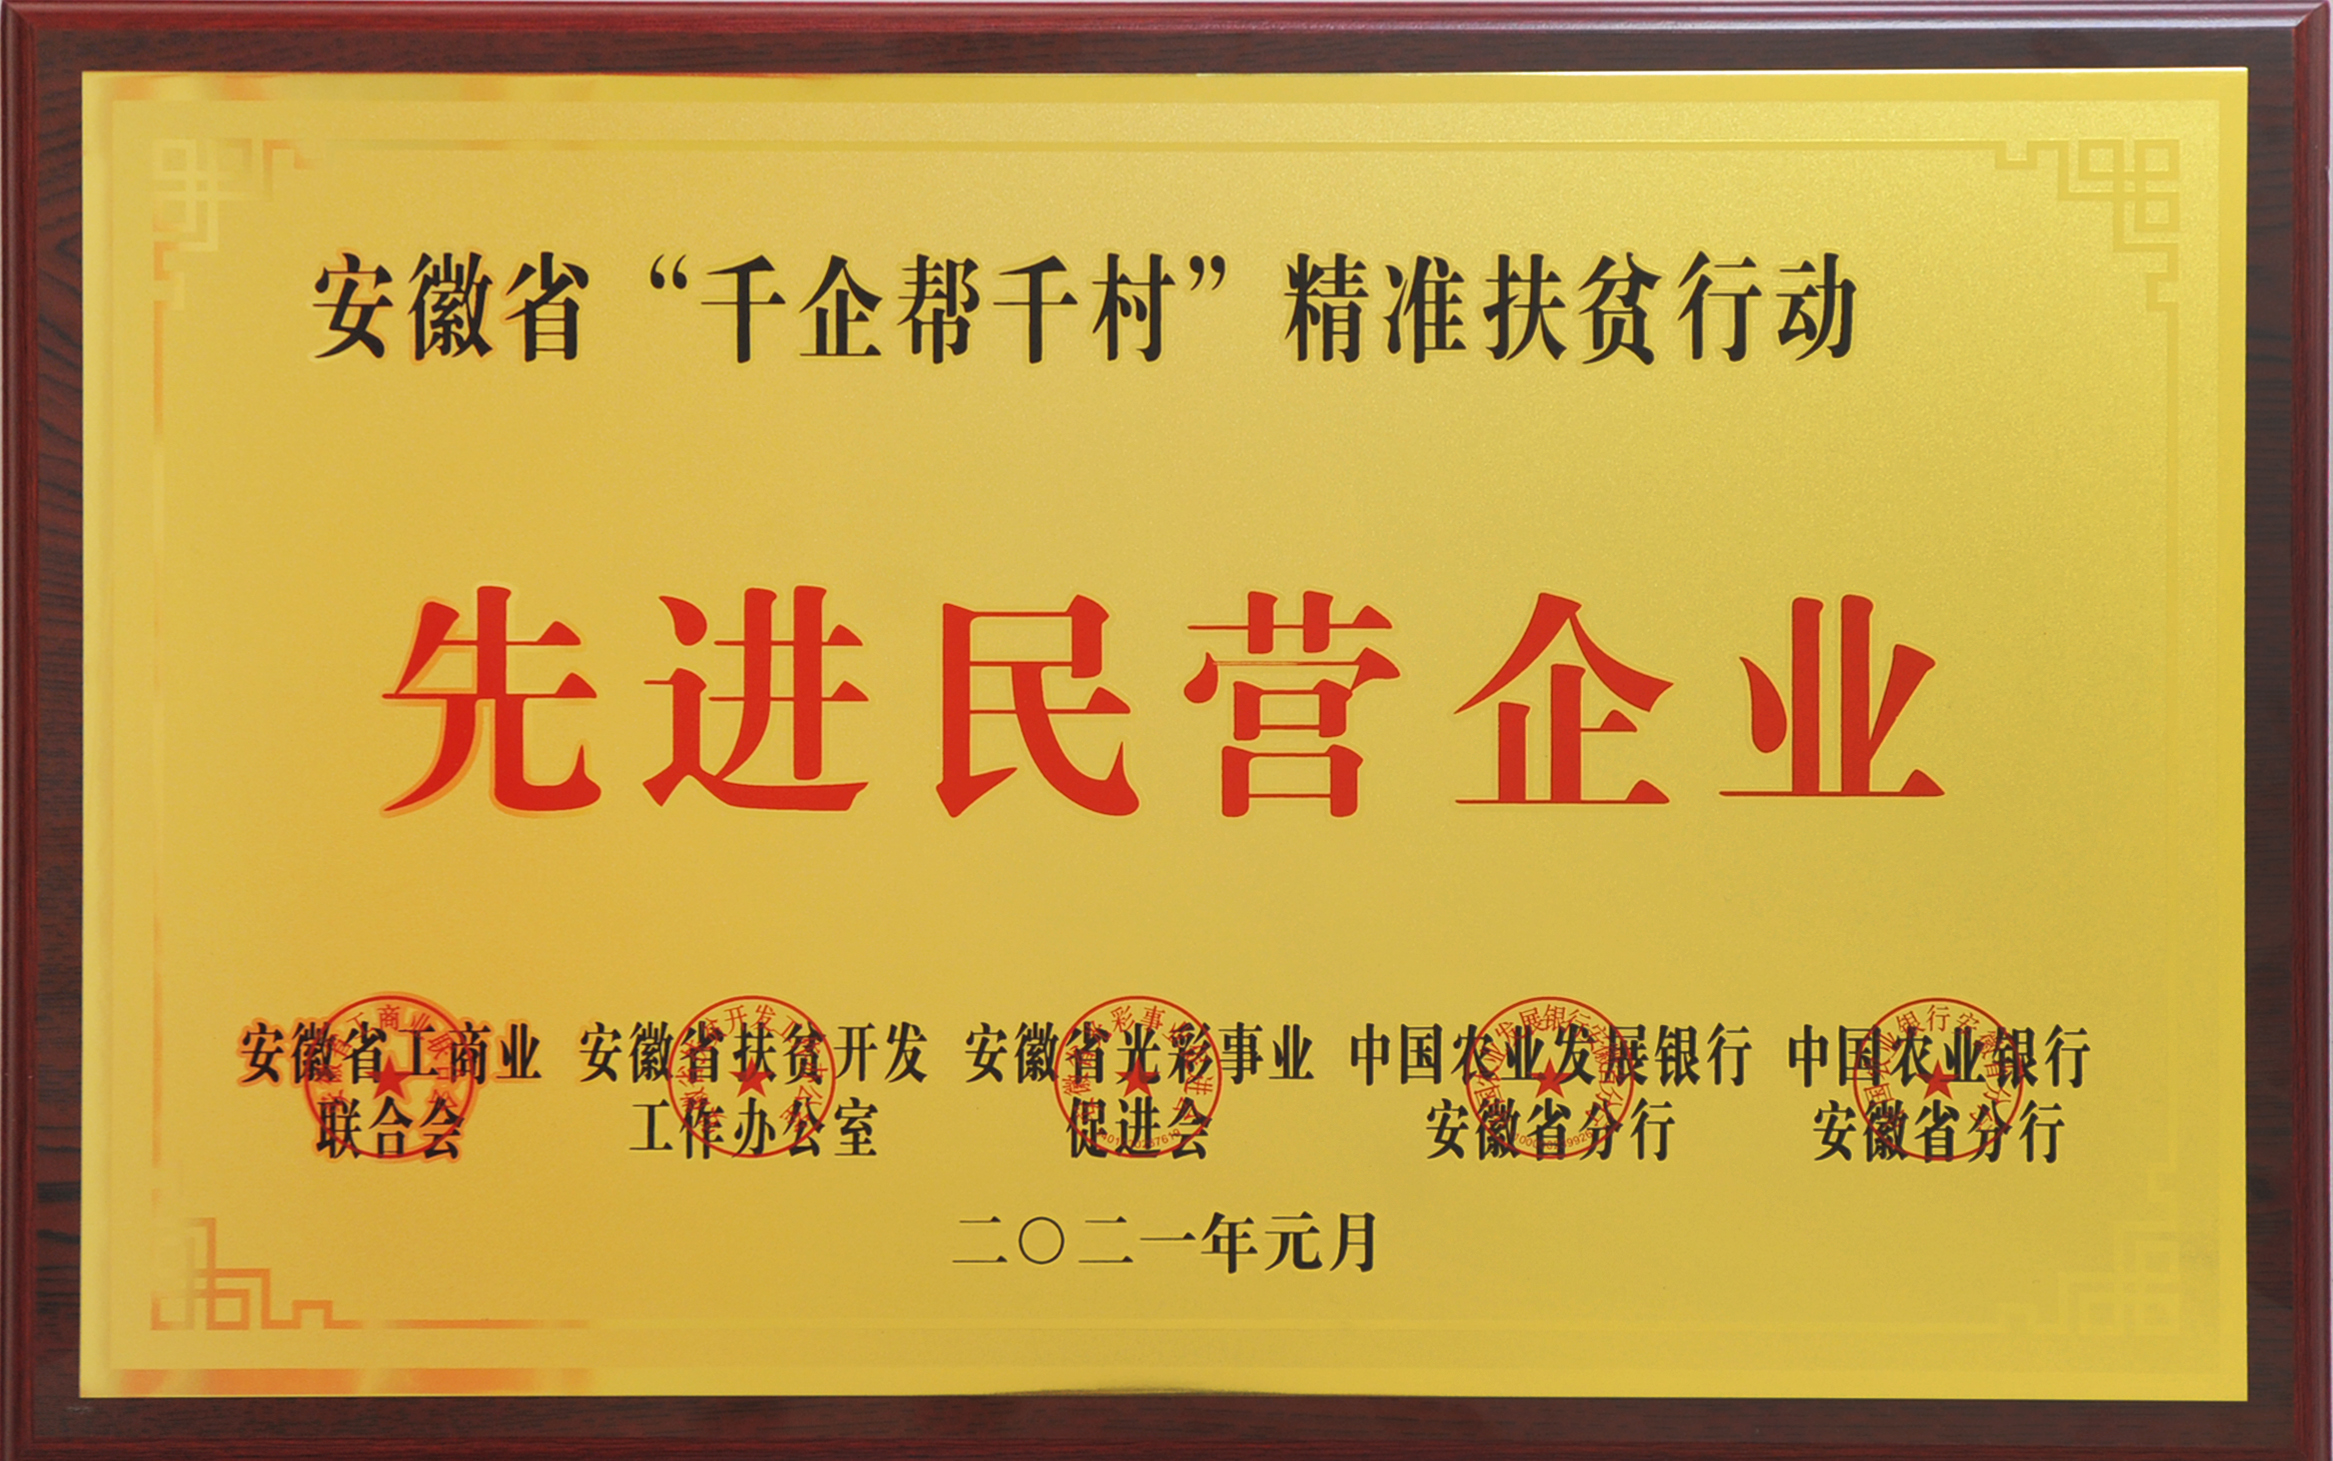 安徽省“千企帮千村”精准扶贫行动
先进民营企业
安徽省工商业 安徽省扶贫开发 安徽省光彩事业 中国农业发展银行 中国农业银行
联合会 工作办公室 促进会 安徽省分行 安徽省分行
二〇二一年元月